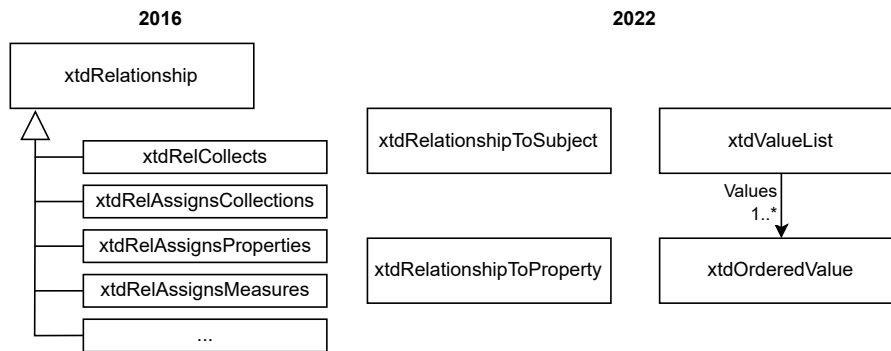 2016
2022
xtdRelationship
xtdRelCollects
xtdRelAssignsCollections
xtdRelAssignsProperties
xtdRelAssignsMeasures
...
xtdRelationshipToSubject
xtdRelationshipToProperty
xtdValueList
Values
1..*
xtdOrderedValue